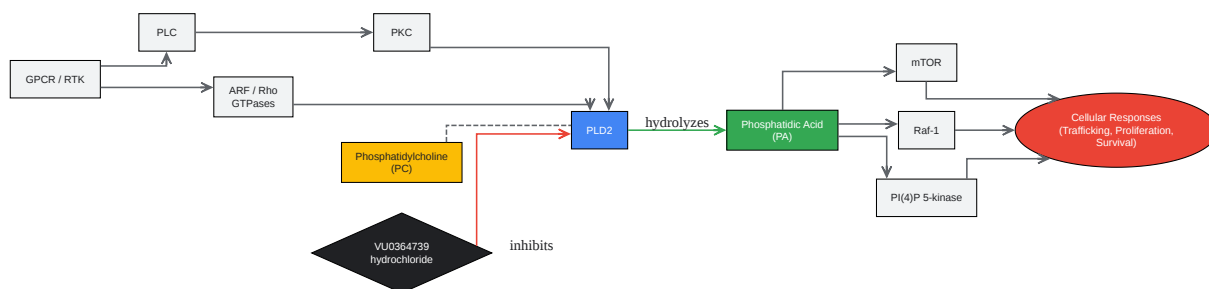 GPCR / RTK
PLC
PKC
ARF / Rho
GTPases
Phosphatidylcholine
(PC)
VU0364739
hydrochloride
inhibits
PLD2
hydrolyzes
Phosphatidic Acid
(PA)
mTOR
Raf-1
PI(4)P 5-kinase
Cellular Responses
(Trafficking, Proliferation,
Survival)